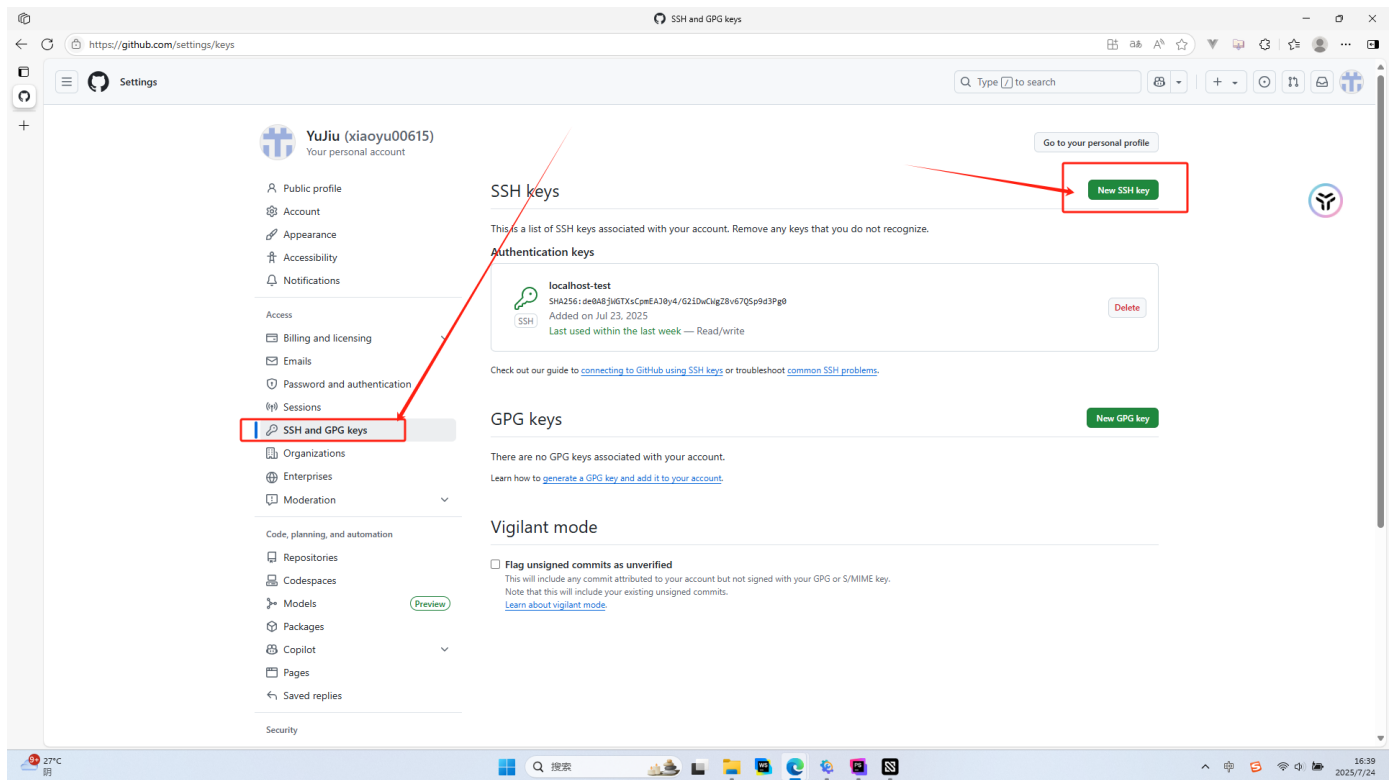 SSH and GPG keys
https://github.com/settings/keys
Settings
Type / to search
YuJiu (xiaoyu00615)
Your personal account
Go to your personal profile
Public profile
Account
Appearance
Accessibility
Notifications
Access
Billing and licensing
Emails
Password and authentication
Sessions
SSH and GPG keys
Organizations
Enterprises
Moderation
Code, planning, and automation
Repositories
Codespaces
Models
Preview
Packages
Copilot
Pages
Saved replies
Security
SSH keys
New SSH key
This is a list of SSH keys associated with your account. Remove any keys that you do not recognize.
Authentication keys
localhost-test
SHA256:de0A8jWGTXsCpmEAJ0y4/G2iDwCWgZ8v67QSp9d3Pg0
SSH
Added on Jul 23, 2025
Last used within the last week — Read/write
Delete
Check out our guide to connecting to GitHub using SSH keys or troubleshoot common SSH problems.
GPG keys
New GPG key
There are no GPG keys associated with your account.
Learn how to generate a GPG key and add it to your account.
Vigilant mode
Flag unsigned commits as unverified
This will include any commit attributed to your account but not signed with your GPG or S/MIME key.
Note that this will include your existing unsigned commits.
Learn about vigilant mode.
9+
27°C
阴
搜索
WS
PS
中
16:39
2025/7/24